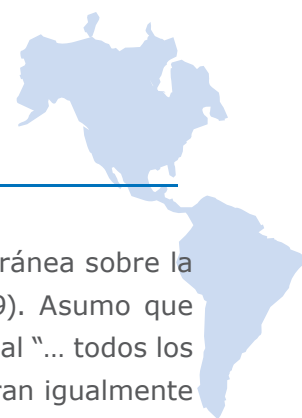 ránea sobre la
9). Asumo que
al “… todos los
ran igualmente